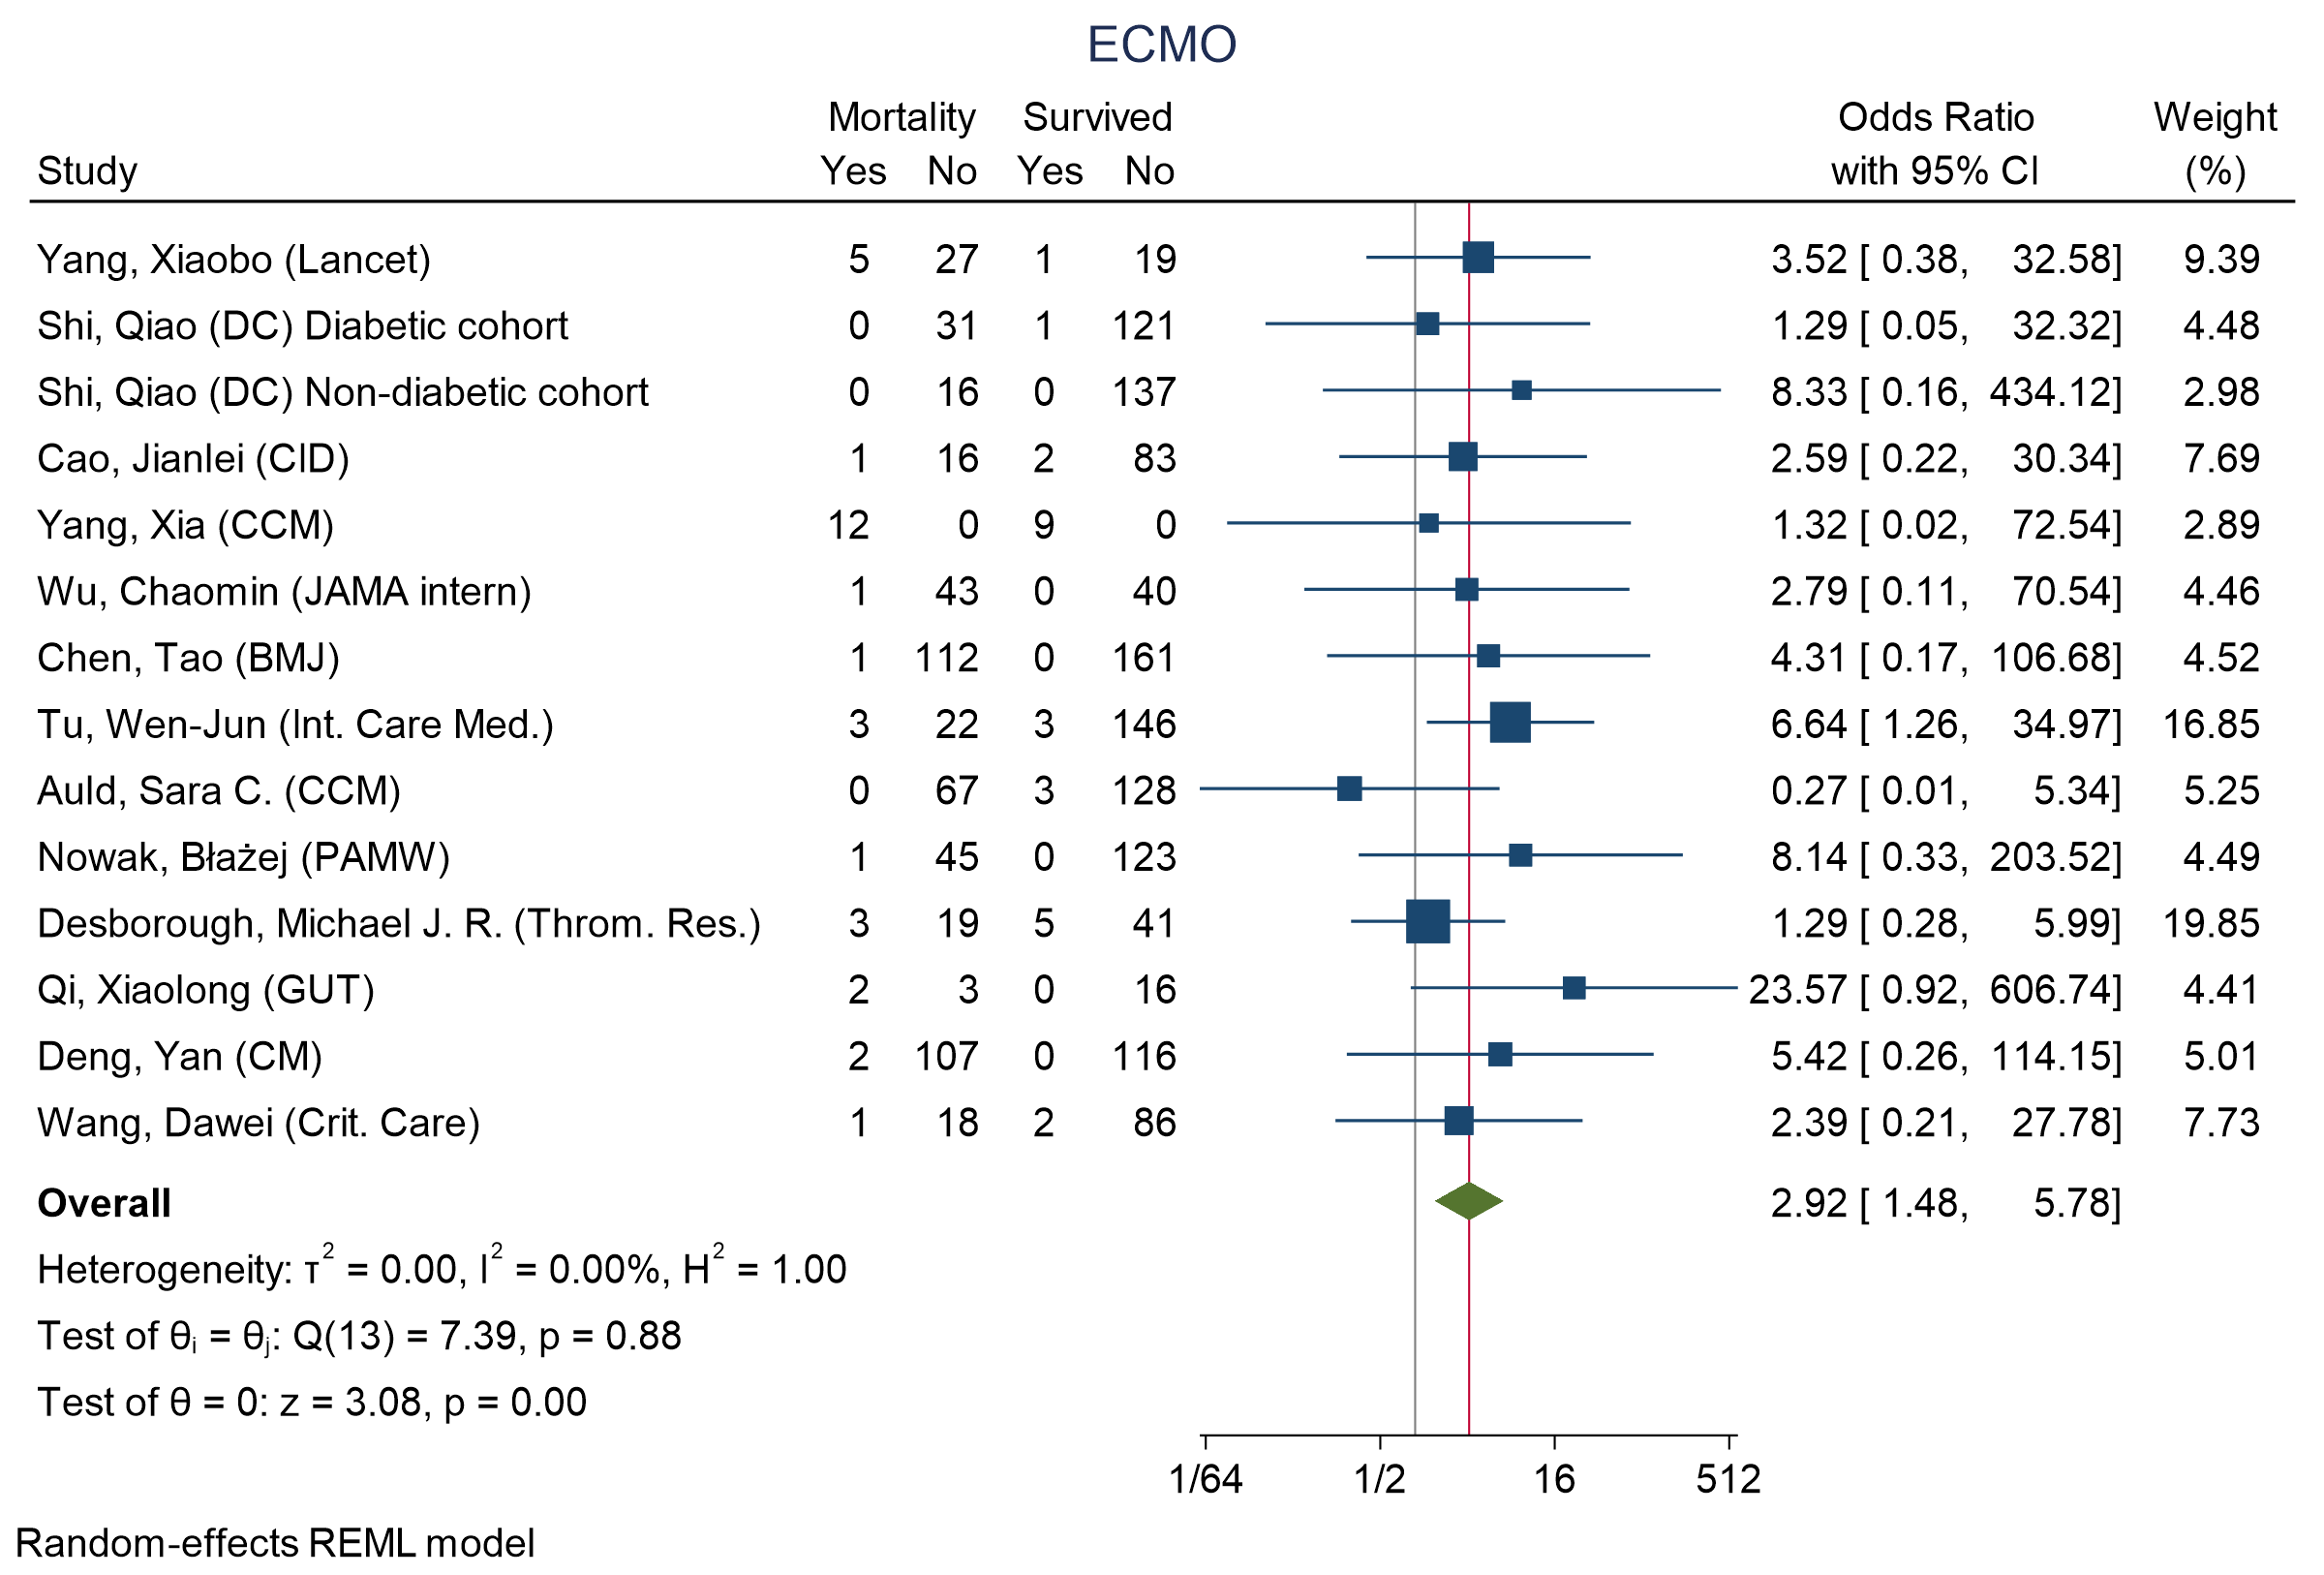 ECMO
Mortality Survived Odds Ratio Weight
Study Yes No Yes No with 95% CI (%)
Yang, Xiaobo (Lancet) 5 27 1 19 3.52 [ 0.38, 32.58] 9.39
Shi, Qiao (DC) Diabetic cohort 0 31 1 121 1.29 [ 0.05, 32.32] 4.48
Shi, Qiao (DC) Non-diabetic cohort 0 16 0 137 8.33 [ 0.16, 434.12] 2.98
Cao, Jianlei (CID) 1 16 2 83 2.59 [ 0.22, 30.34] 7.69
Yang, Xia (CCM) 12 0 9 0 1.32 [ 0.02, 72.54] 2.89
Wu, Chaomin (JAMA intern) 1 43 0 40 2.79 [ 0.11, 70.54] 4.46
Chen, Tao (BMJ) 1 112 0 161 4.31 [ 0.17, 106.68] 4.52
Tu, Wen-Jun (Int. Care Med.) 3 22 3 146 6.64 [ 1.26, 34.97] 16.85
Auld, Sara C. (CCM) 0 67 3 128 0.27 [ 0.01, 5.34] 5.25
Nowak, Błażej (PAMW) 1 45 0 123 8.14 [ 0.33, 203.52] 4.49
Desborough, Michael J. R. (Throm. Res.) 3 19 5 41 1.29 [ 0.28, 5.99] 19.85
Qi, Xiaolong (GUT) 2 3 0 16 23.57 [ 0.92, 606.74] 4.41
Deng, Yan (CM) 2 107 0 116 5.42 [ 0.26, 114.15] 5.01
Wang, Dawei (Crit. Care) 1 18 2 86 2.39 [ 0.21, 27.78] 7.73
Overall 2.92 [ 1.48, 5.78]
Heterogeneity: τ² = 0.00, I² = 0.00%, H² = 1.00
Test of θᵢ = θⱼ: Q(13) = 7.39, p = 0.88
Test of θ = 0: z = 3.08, p = 0.00
1/64 1/2 16 512
Random-effects REML model